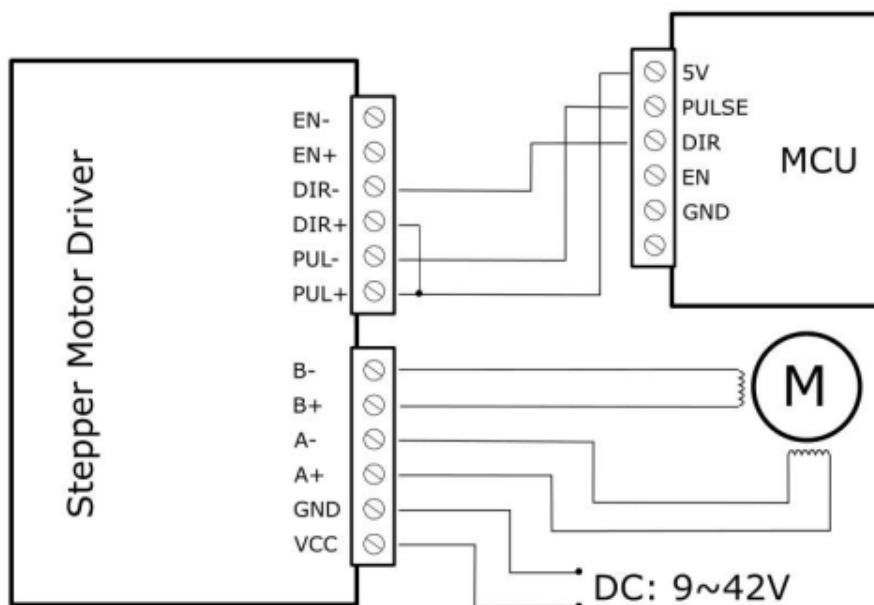 Stepper Motor Driver
EN-
EN+
DIR-
DIR+
PUL-
PUL+
B-
B+
A-
A+
GND
VCC
5V
PULSE
DIR
EN
GND
MCU
M
DC: 9~42V